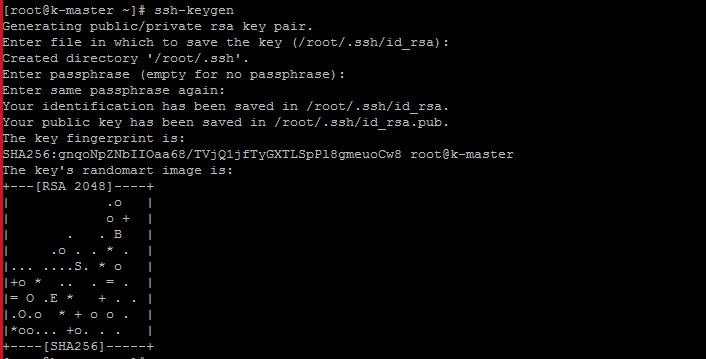 [root@k-master ~]# ssh-keygen
Generating public/private rsa key pair.
Enter file in which to save the key (/root/.ssh/id_rsa):
Created directory '/root/.ssh'.
Enter passphrase (empty for no passphrase):
Enter same passphrase again:
Your identification has been saved in /root/.ssh/id_rsa.
Your public key has been saved in /root/.ssh/id_rsa.pub.
The key fingerprint is:
SHA256:gnqoNpZNbIIOaa68/TVjQ1jfTyGXTLSpPl8gmeuoCw8 root@k-master
The key's randomart image is:
+---[RSA 2048]----+
|             .o  |
|             o + |
|        .   . B  |
|      .o . . * . |
|... ....S. * o   |
|+o *  ..  . = .  |
|= O .E *   + . . |
|.O.o  * + o o .  |
|*oo... +o. . .   |
+----[SHA256]-----+